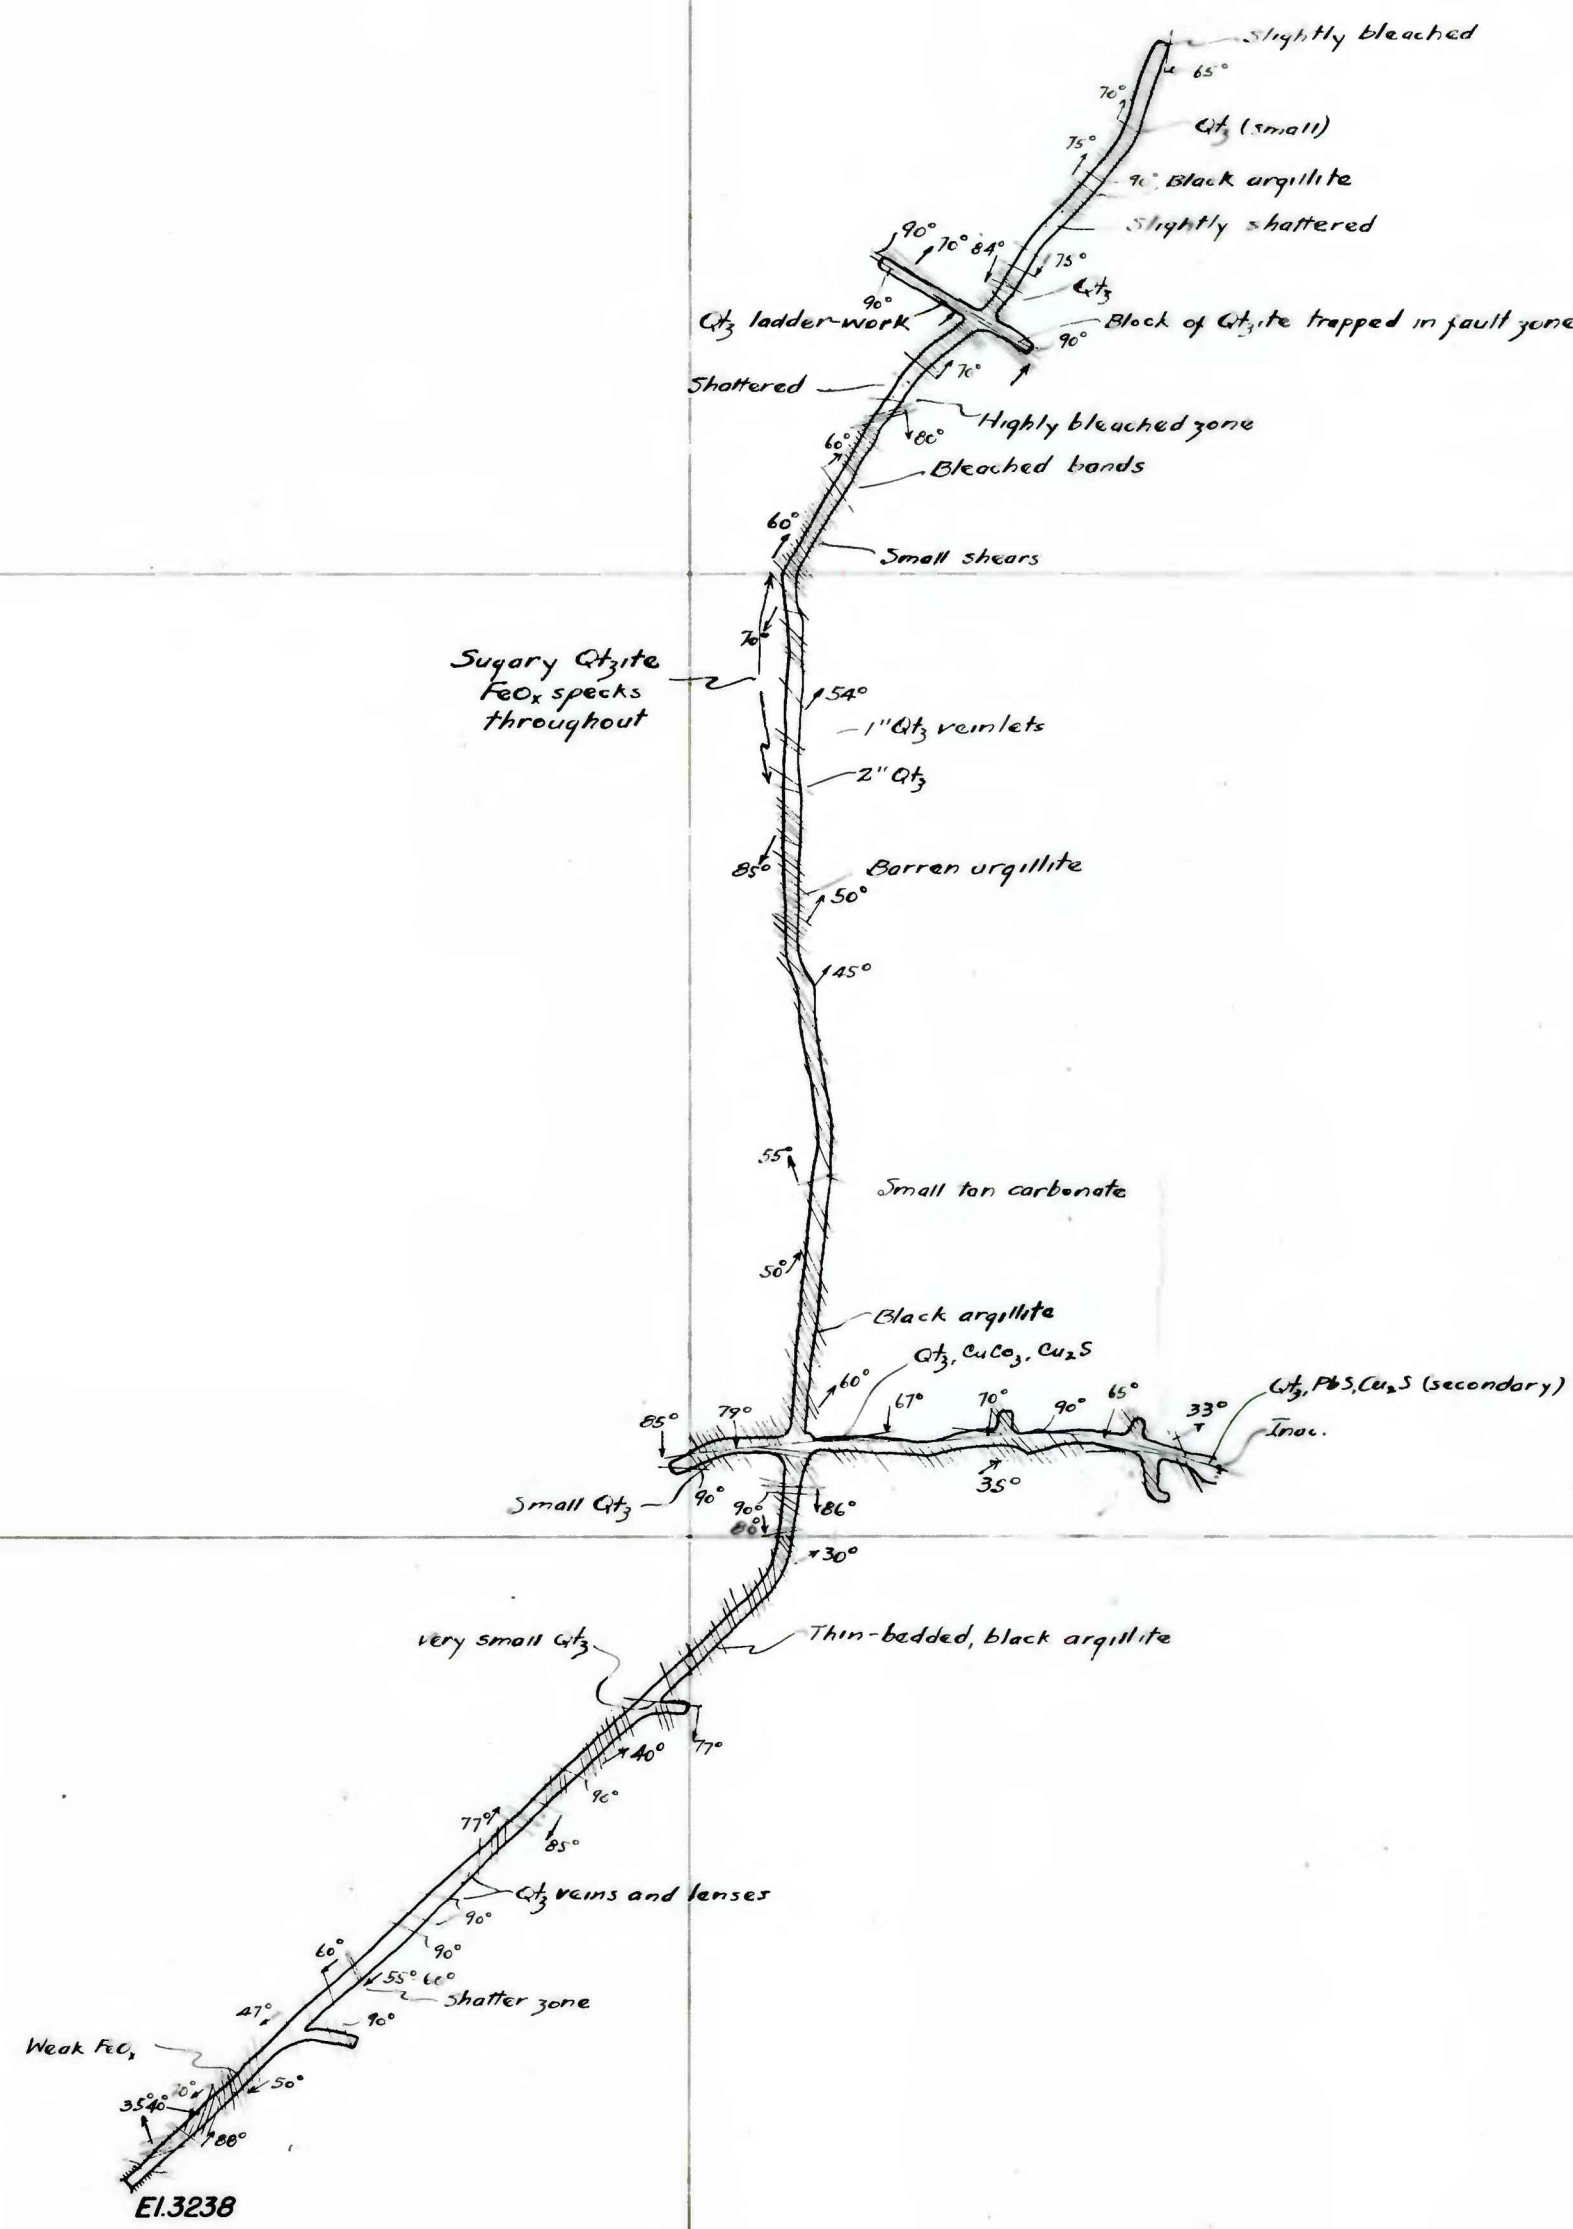 Slightly bleached
65°
70°
Qtz (small)
75°
90° Black argillite
Slightly shattered
90°
70° 84°
75°
Qtz
90°
Qtz ladder-work
Block of Qtzite trapped in fault zone
90°
70°
Shattered
Highly bleached zone
80°
60°
Bleached bands
60°
Small shears
70°
Sugary Qtzite
FeOx specks
throughout
54°
1" Qtz veinlets
2" Qtz
85°
Barren argillite
50°
45°
55°
Small tan carbonate
50°
Black argillite
Qtz, CuCo3, Cu2S
60°
67°
70°
90°
65°
33°
Qtz, PbS, Cu2S (secondary)
Inac.
85°
79°
35°
Small Qtz
90°
90°
86°
80°
30°
very small Qtz
Thin-bedded, black argillite
77°
40°
90°
77°
85°
Qtz veins and lenses
90°
90°
60°
55° 60°
Shatter zone
47°
90°
Weak FeOx
70°
50°
35° 40°
88°
El. 3238